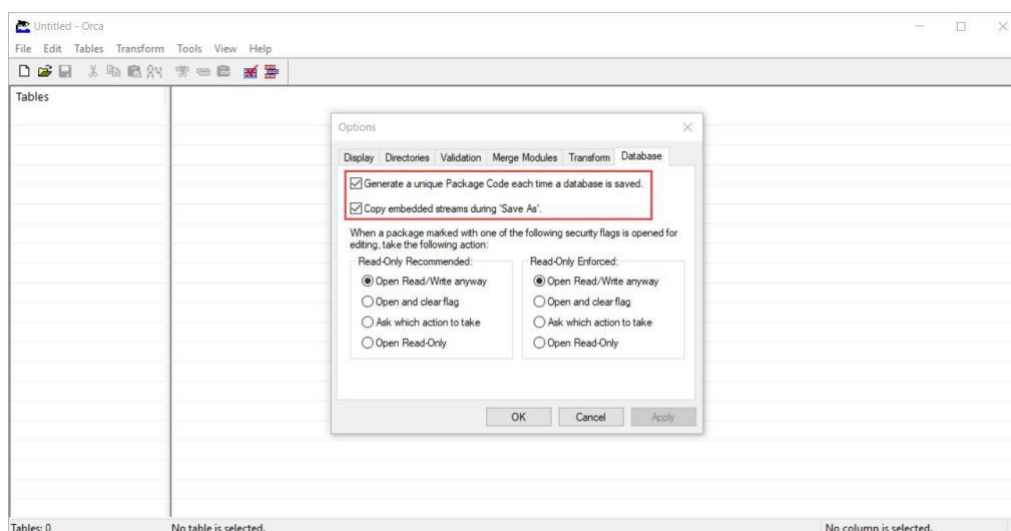 Untitled - Orca
File Edit Tables Transform Tools View Help
Tables
Options
Display Directories Validation Merge Modules Transform Database
Generate a unique Package Code each time a database is saved.
Copy embedded streams during 'Save As'.
When a package marked with one of the following security flags is opened for
editing, take the following action:
Read-Only Recommended: Read-Only Enforced:
Open Read/Write anyway Open Read/Write anyway
Open and clear flag Open and clear flag
Ask which action to take Ask which action to take
Open Read-Only Open Read-Only
OK Cancel Apply
Tables: 0 No table is selected. No column is selected.